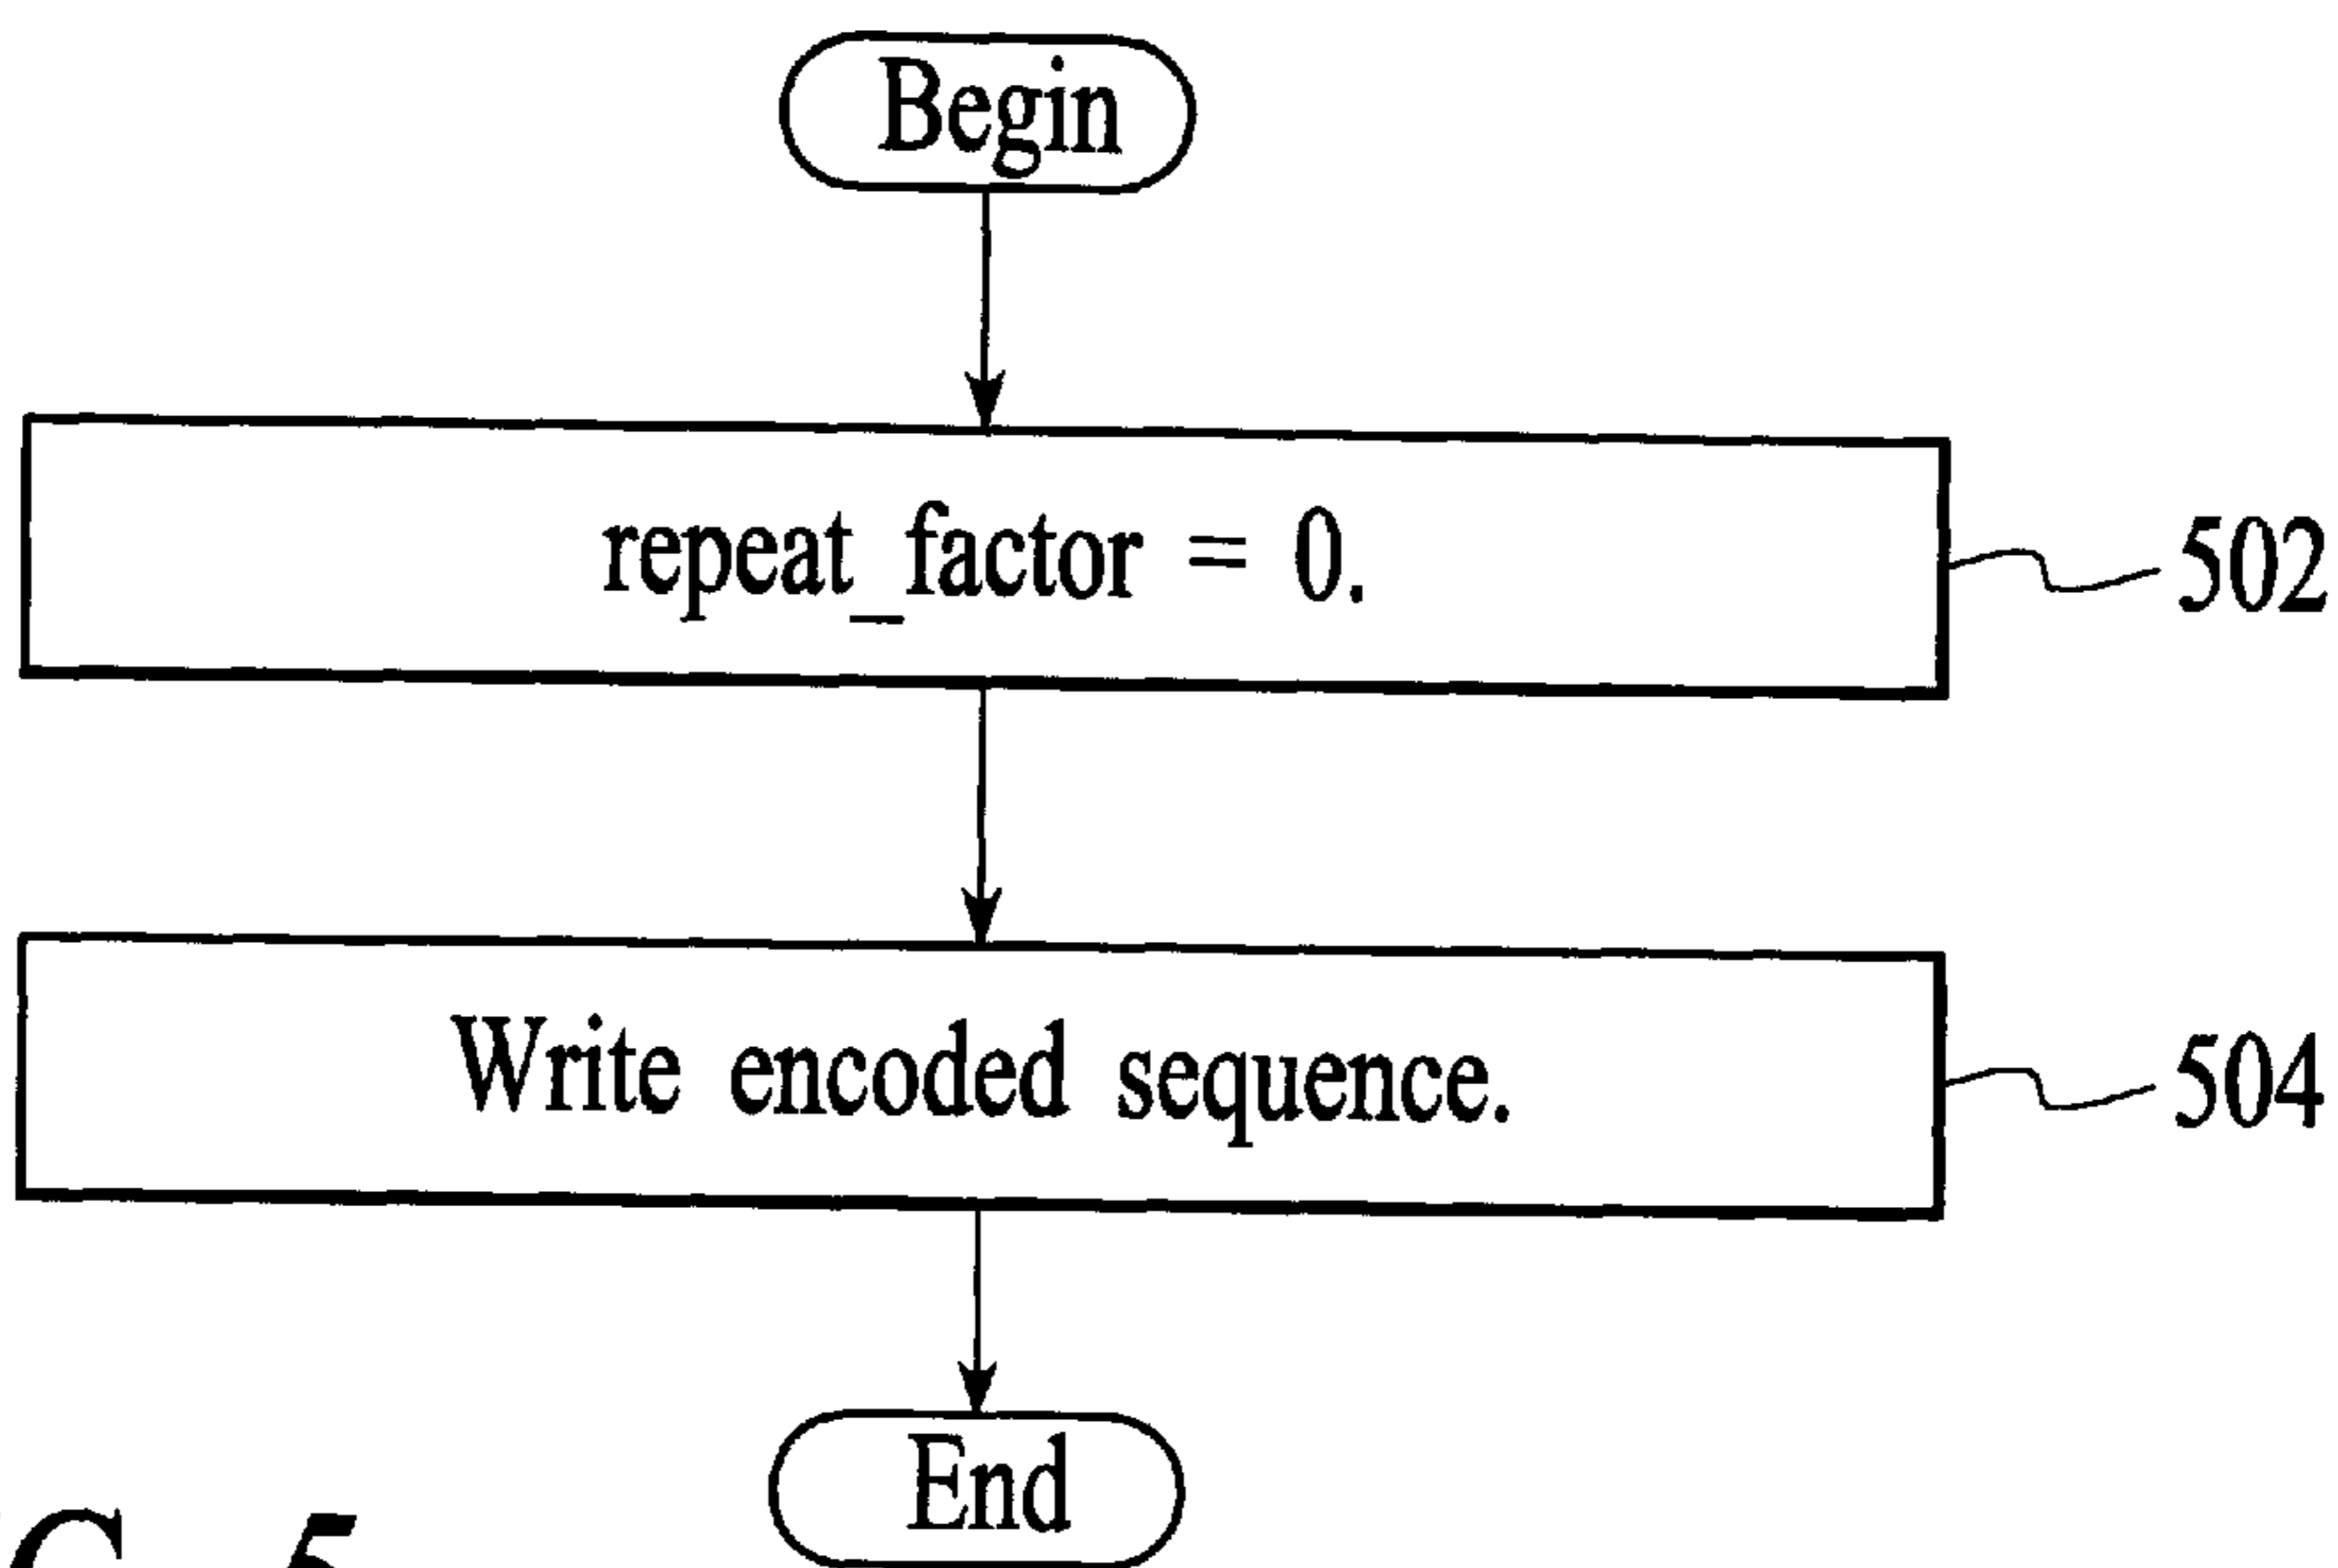 Begin
repeat_factor = 0.
502
Write encoded sequence.
504
End